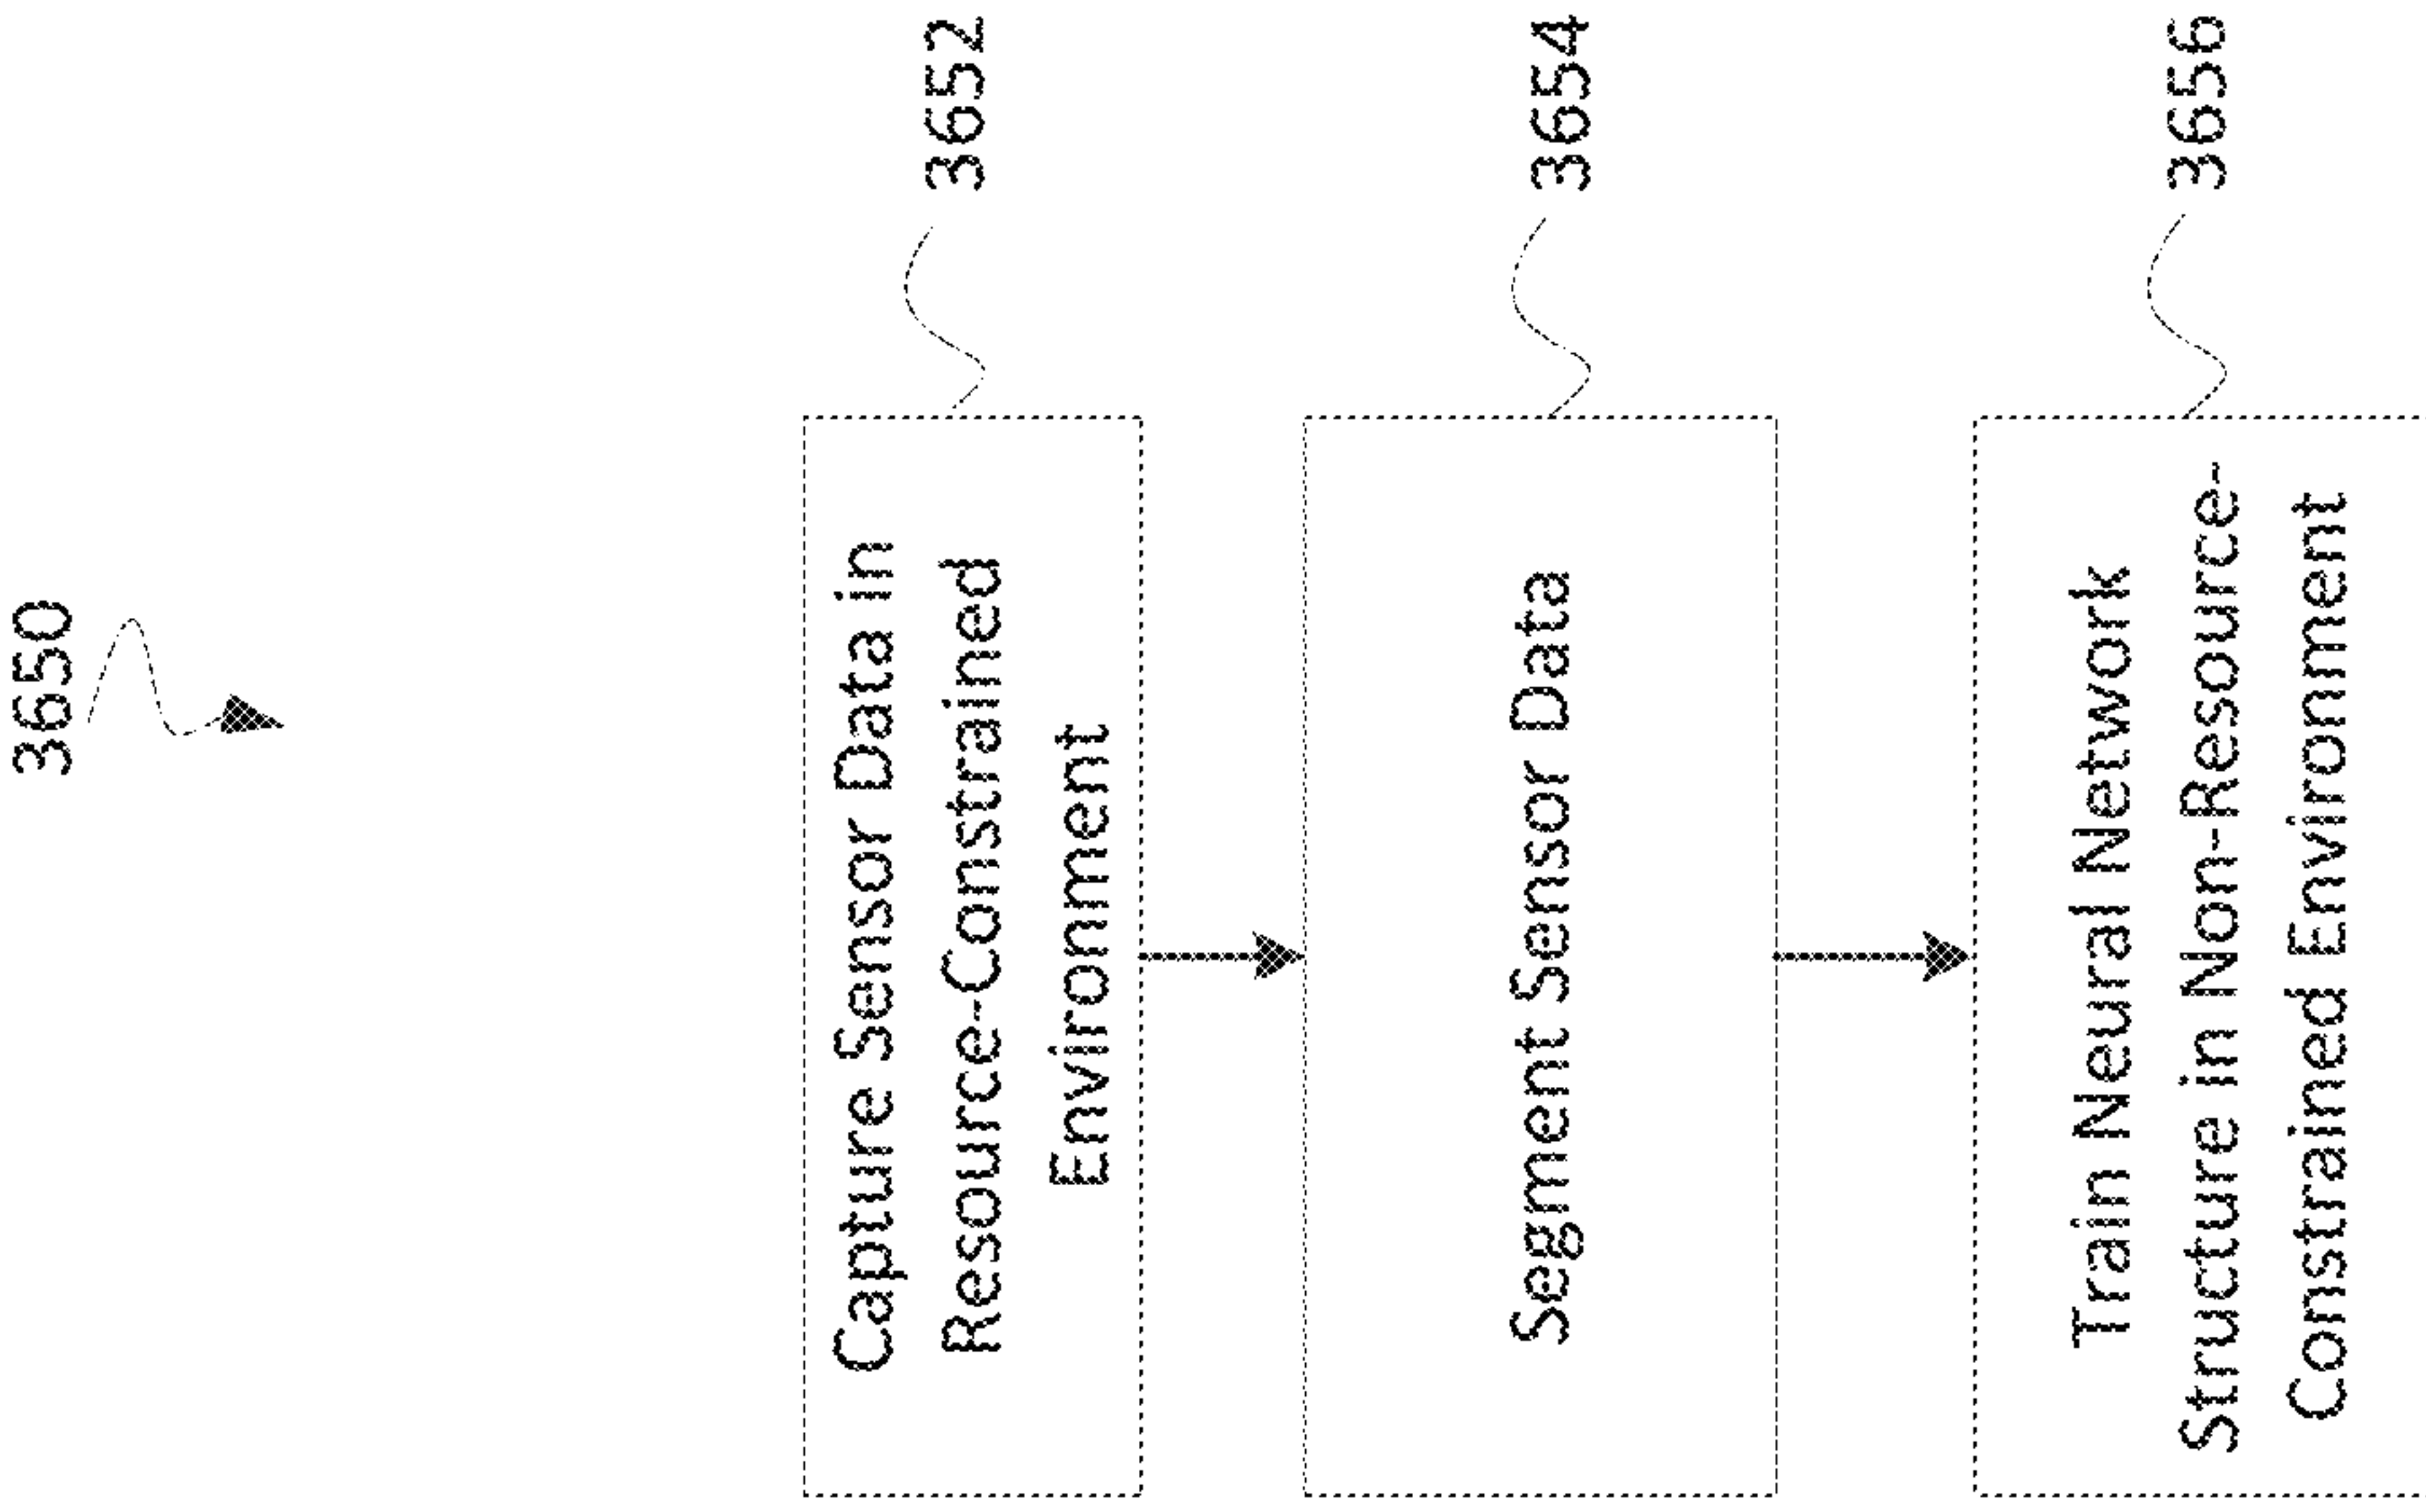 3650
Capture Sensor Data in
Resource-Constrained
Environment
3652
Segment Sensor Data
3654
Train Neural Network
Structure in Non-Resource-
Constrained Environment
3656